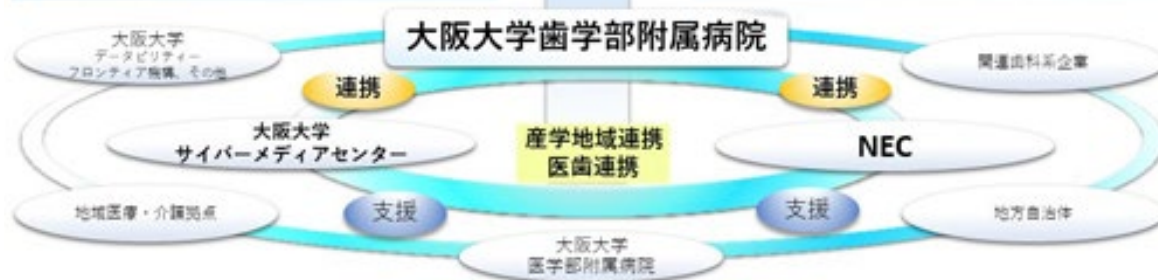 大阪大学歯学部附属病院
大阪大学
データビリティー
フロンティア機構、その他
関連歯科系企業
連携
連携
大阪大学
サイバーメディアセンター
産学地域連携
医歯連携
NEC
地域医療・介護拠点
支援
支援
地方自治体
大阪大学
医学部附属病院